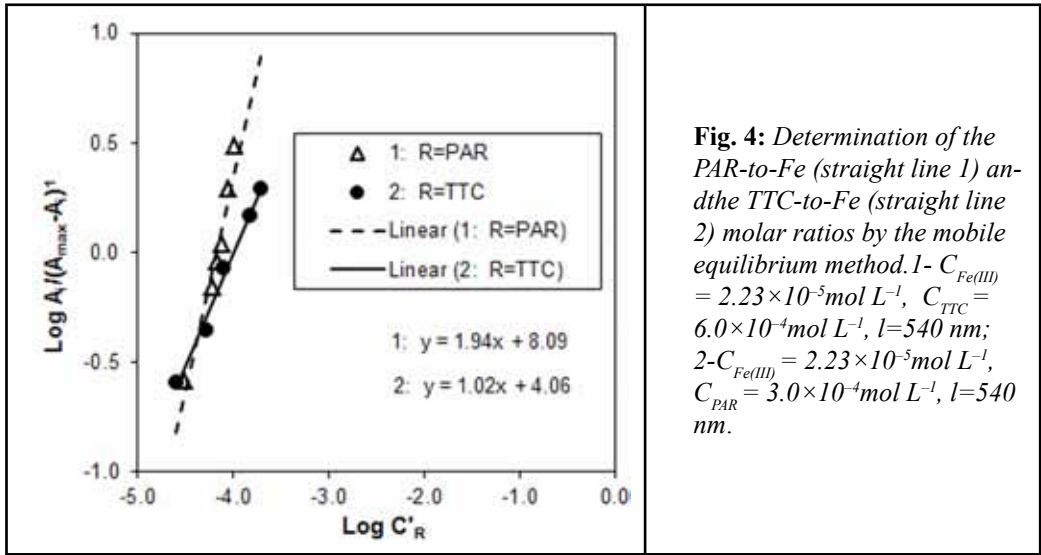 1.0
0.5
0.0
-0.5
-1.0
-5.0 -4.0 -3.0 -2.0 -1.0 0.0
Log Aᵢ/(Amax-Aᵢ)¹
Log C'R
1: R=PAR
2: R=TTC
Linear (1: R=PAR)
Linear (2: R=TTC)
1: y = 1.94x + 8.09
2: y = 1.02x + 4.06
Fig. 4: Determination of the
PAR-to-Fe (straight line 1) an-
dthe TTC-to-Fe (straight line
2) molar ratios by the mobile
equilibrium method.1- CFe(III)
= 2.23×10⁻⁵mol L⁻¹, CTTC =
6.0×10⁻⁴mol L⁻¹, l=540 nm;
2-CFe(III) = 2.23×10⁻⁵mol L⁻¹,
CPAR = 3.0×10⁻⁴mol L⁻¹, l=540
nm.